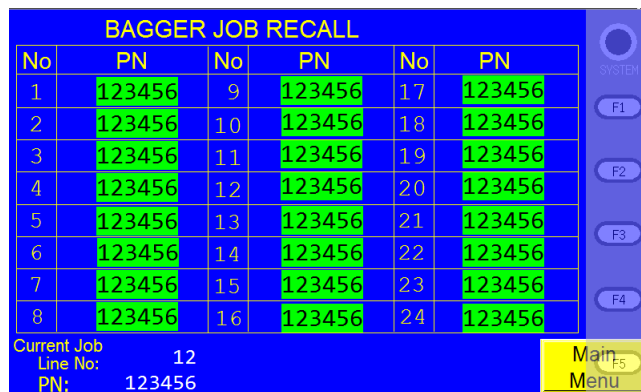 BAGGER JOB RECALL
No PN No PN No PN
1 123456 9 123456 17 123456
2 123456 10 123456 18 123456
3 123456 11 123456 19 123456
4 123456 12 123456 20 123456
5 123456 13 123456 21 123456
6 123456 14 123456 22 123456
7 123456 15 123456 23 123456
8 123456 16 123456 24 123456
Current Job
Line No: 12
PN: 123456
Main
Menu
SYSTEM
F1
F2
F3
F4
F5